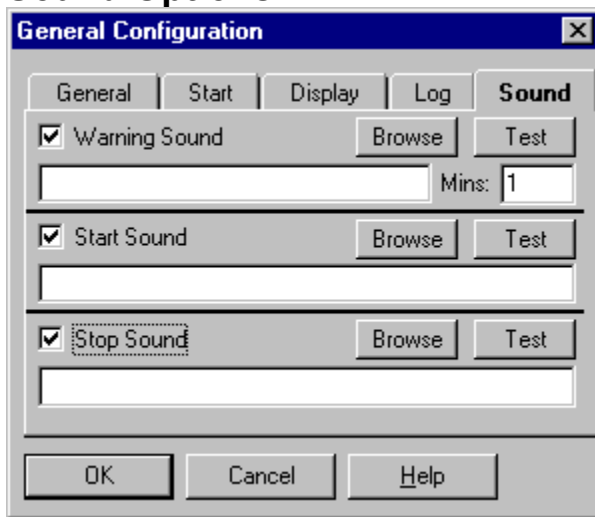 General Configuration
General Start Display Log Sound
Warning Sound Browse Test
Mins: 1
Start Sound Browse Test
Stop Sound Browse Test
OK Cancel Help